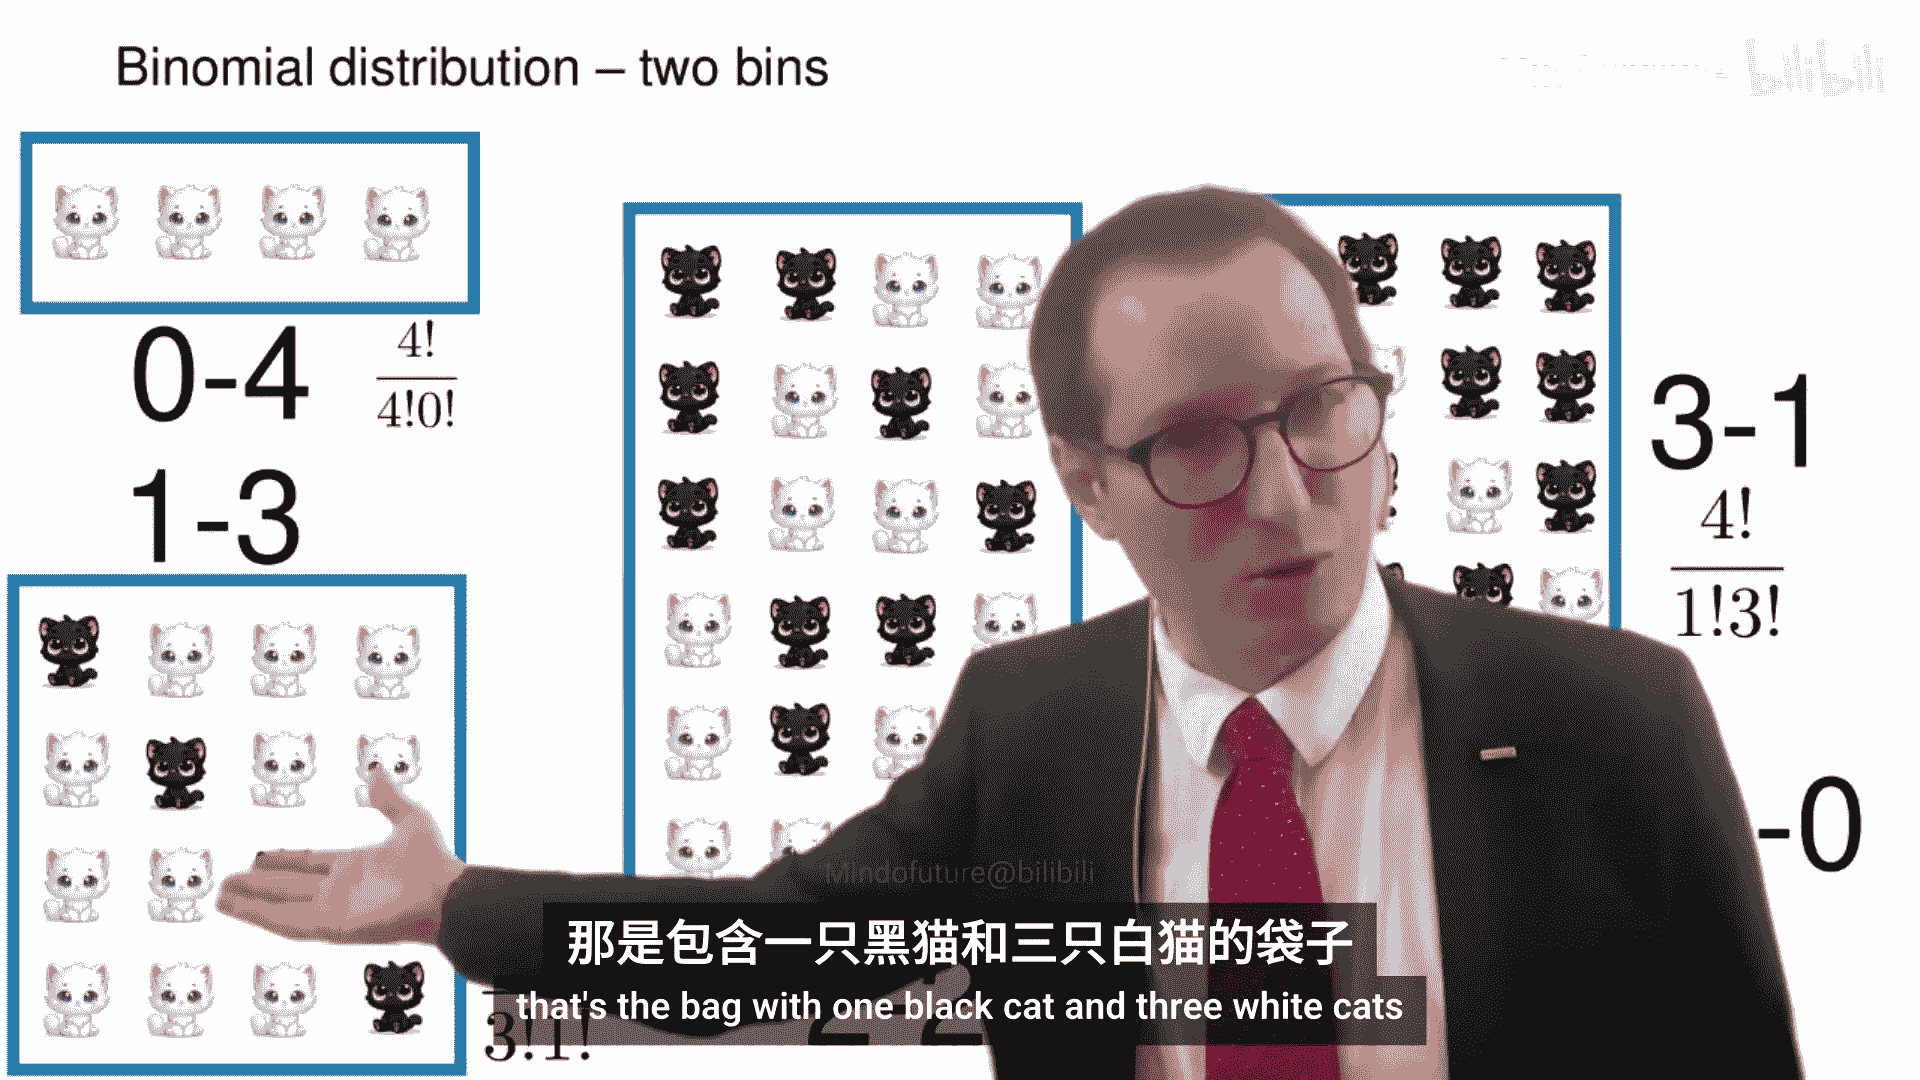 Binomial distribution – two bins
bilibili
0-4
4!
4!0!
1-3
3-1
4!
1!3!
-0
Mindofuture@bilibili
那是包含一只黑猫和三只白猫的袋子
that's the bag with one black cat and three white cats
3!1!
2-2